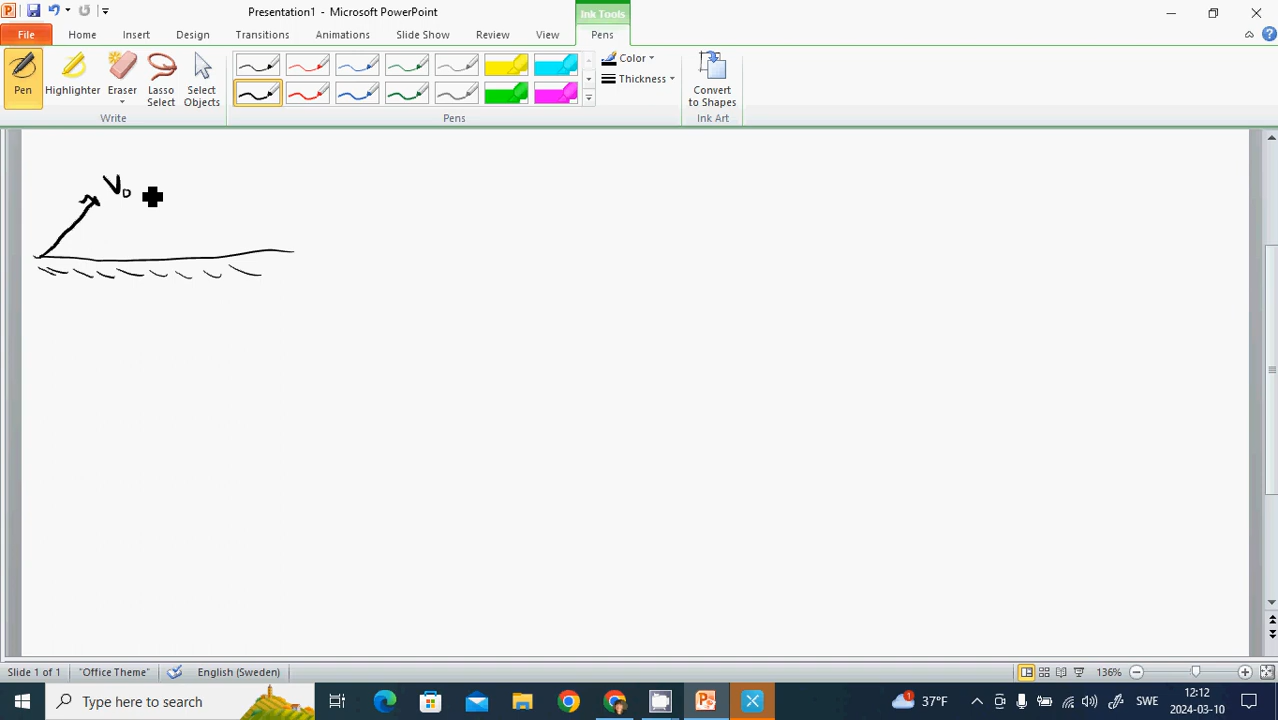 Presentation1 - Microsoft PowerPoint
Ink Tools
File Home Insert Design Transitions Animations Slide Show Review View Pens
Pen
Highlighter
Eraser
Lasso Select
Select Objects
Color
Thickness
Convert to Shapes
Write
Pens
Ink Art
V₀
Slide 1 of 1 "Office Theme" English (Sweden) 136%
Type here to search
1 37°F SWE 12:12
2024-03-10